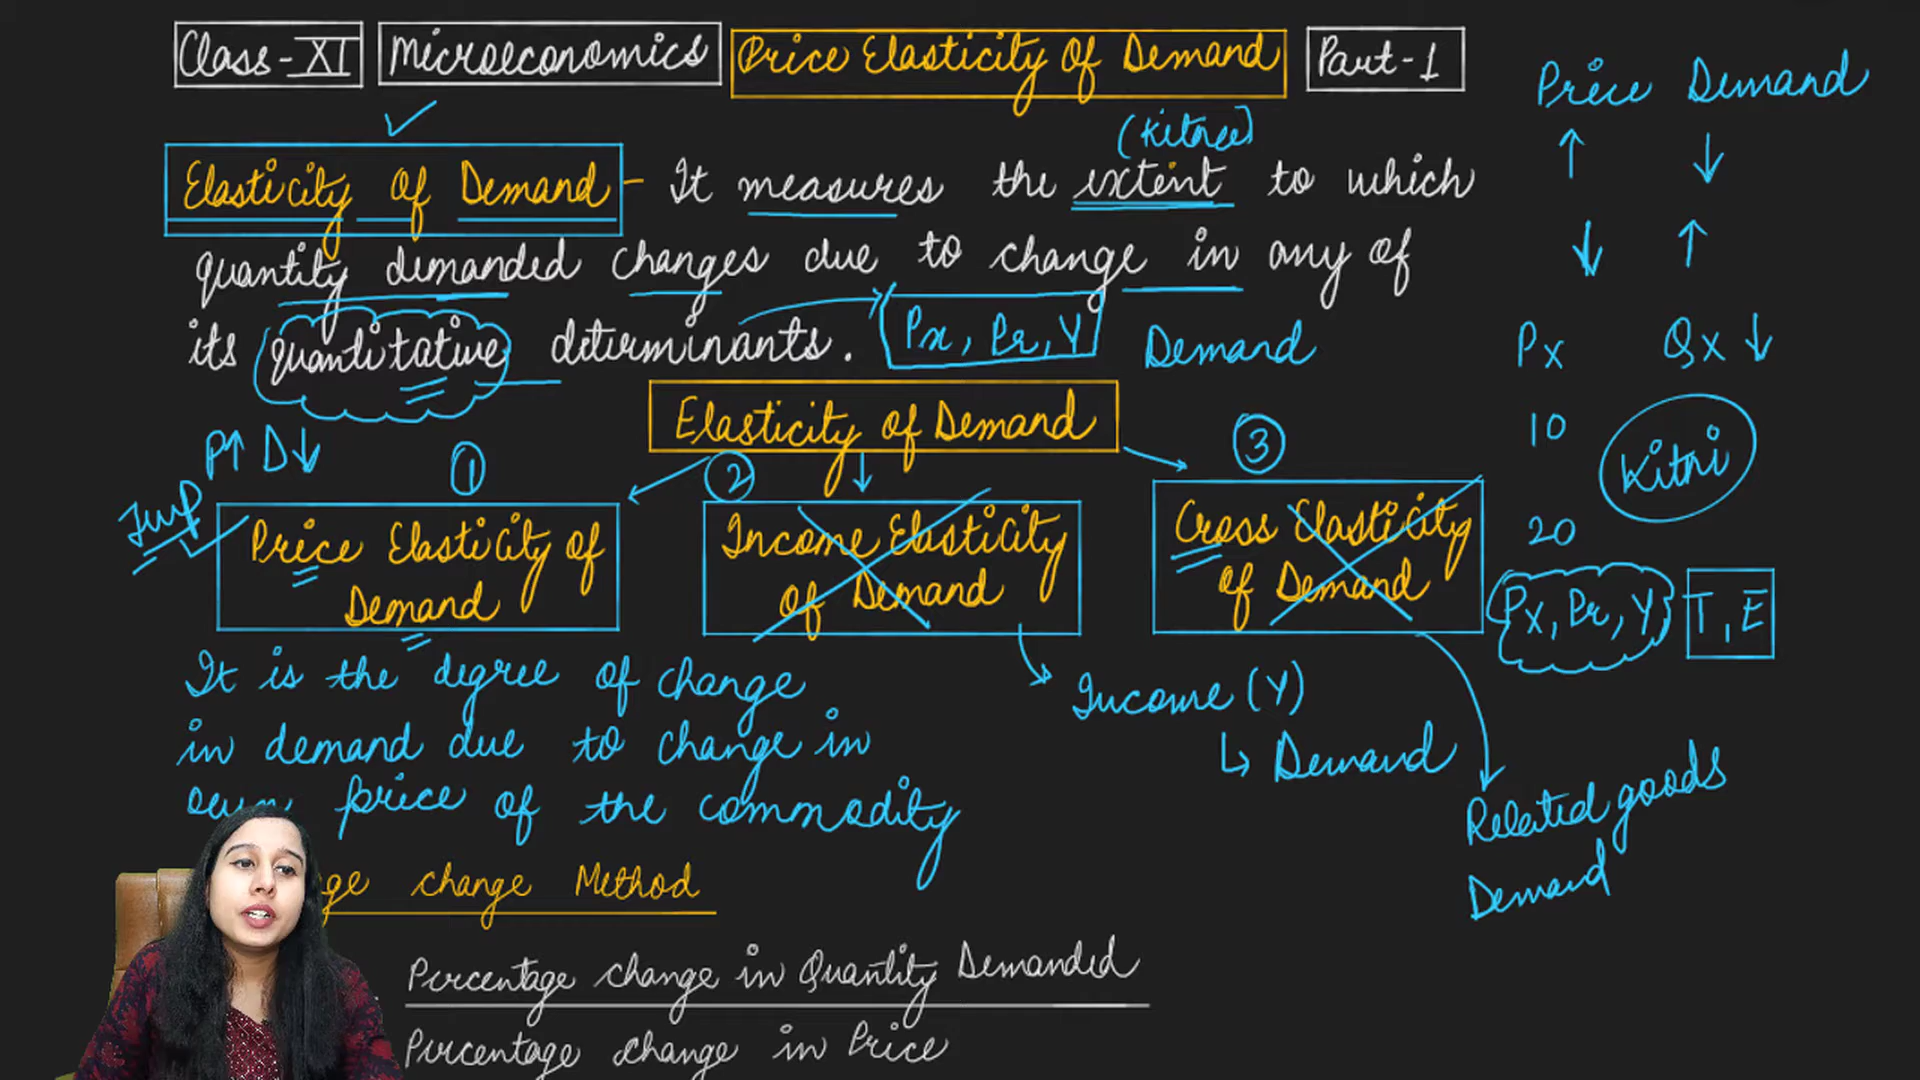 Class-XI Microeconomics Price Elasticity Of Demand Part-1
Price Demand
↑ ↓
↓ ↑
(Kitnee)
Elasticity Of Demand - It measures the extent to which
quantity demanded changes due to change in any of
its quantitative determinants. Px, Pr, Y Demand
Px Qx ↓
10 Kitni
20
Px, Pr, Y T, E
Elasticity of Demand
P↑ D↓
① ② ③
Imp
Price Elasticity of
Demand
Income Elasticity
of Demand
Cross Elasticity
of Demand
It is the degree of change
in demand due to change in
own price of the commodity
Income (Y)
↳ Demand
Related goods
Demand
change Method
Percentage change in Quantity Demanded
Percentage change in Price